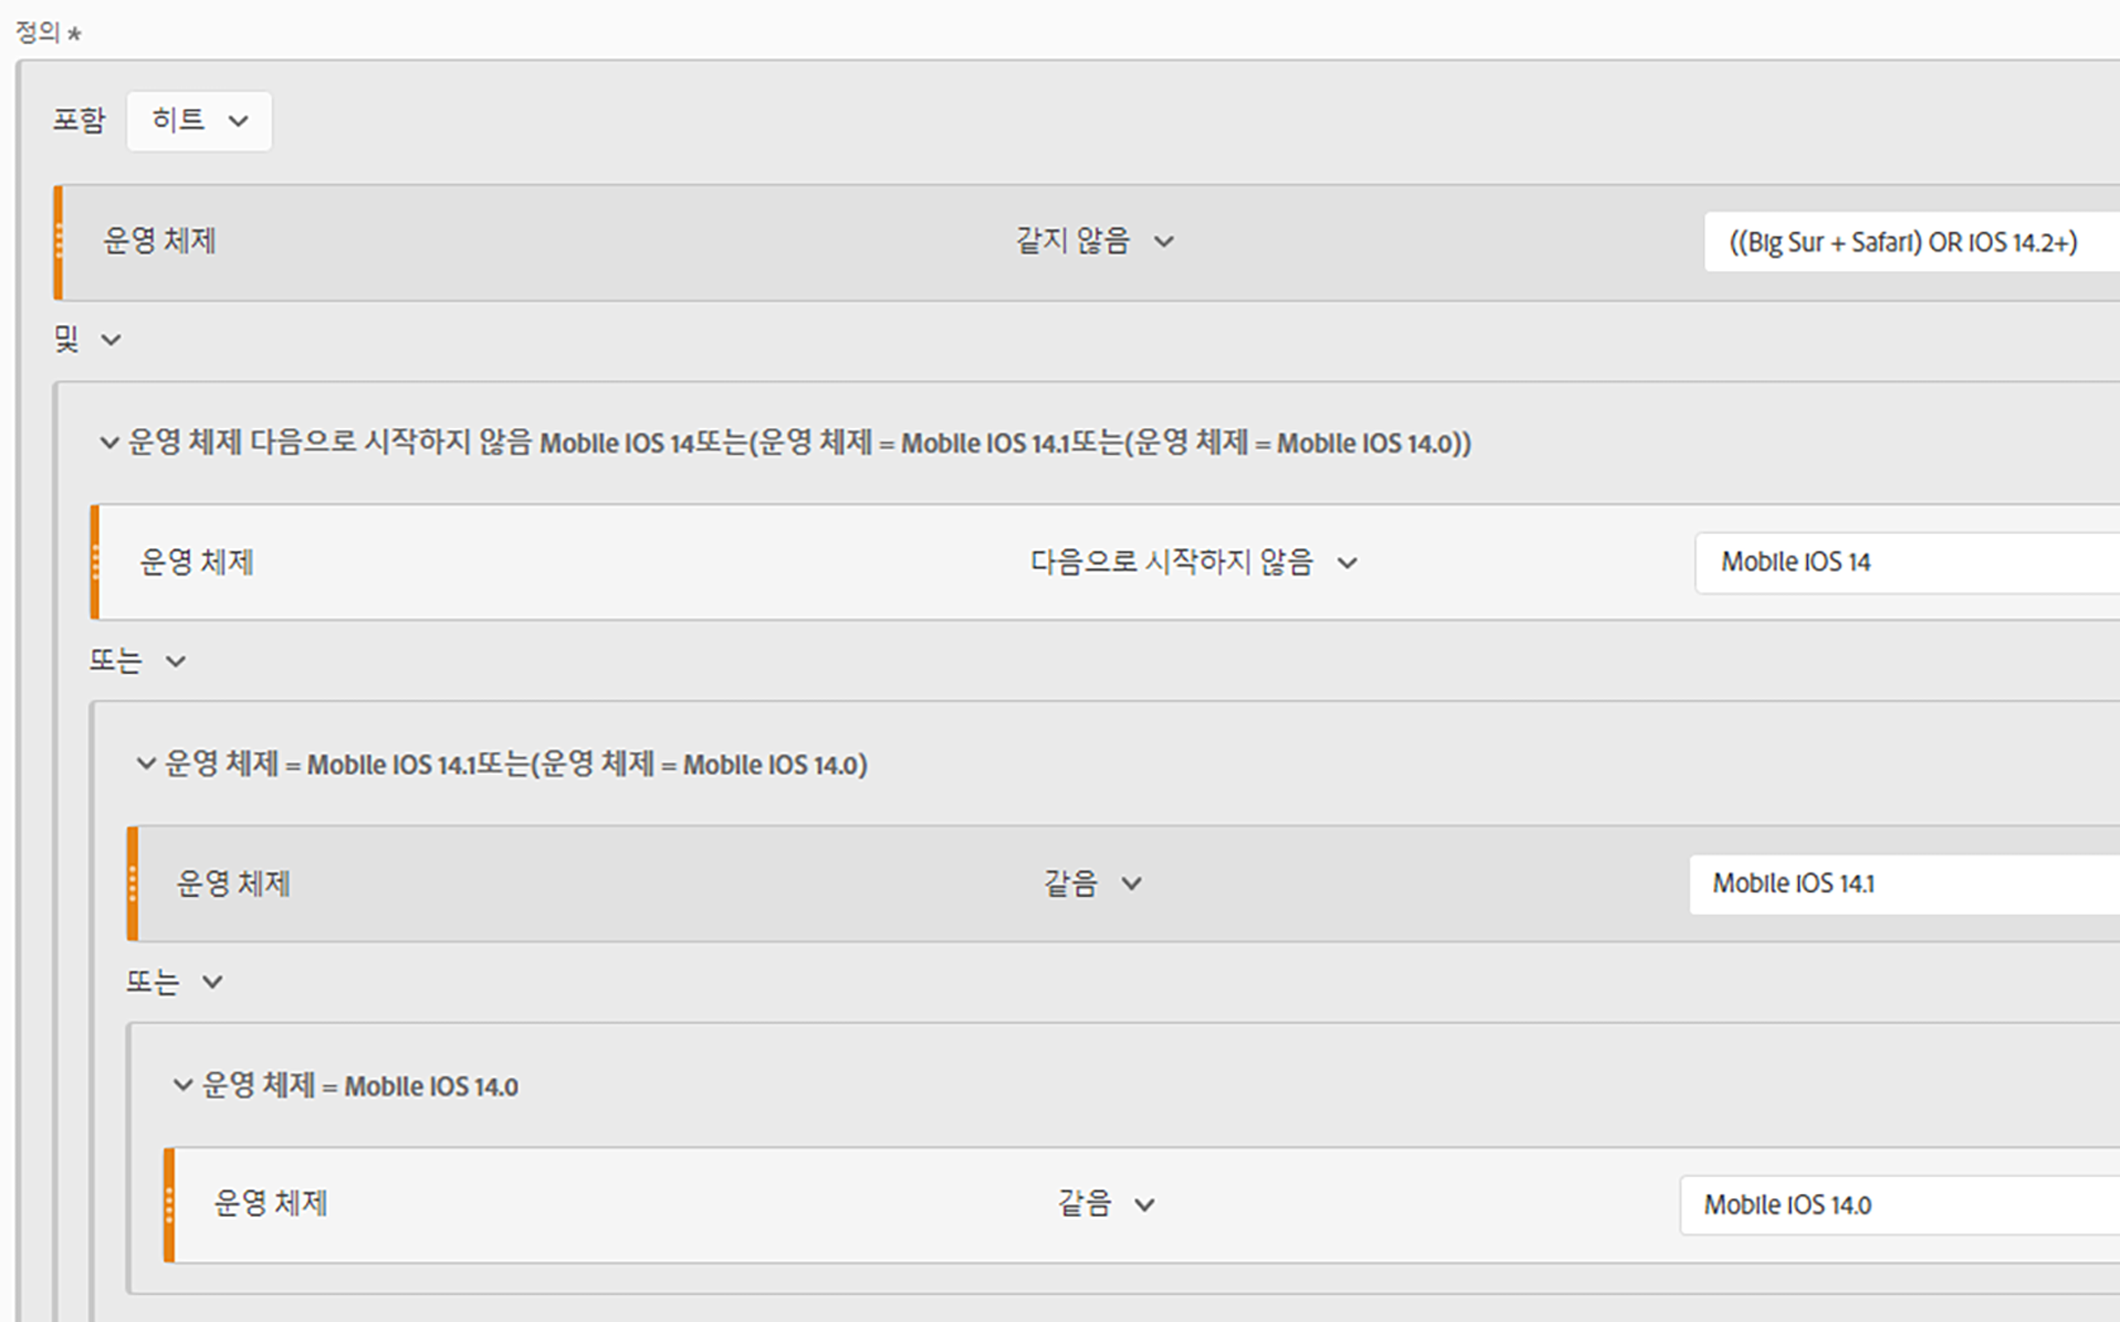 정의 *
포함 히트
운영 체제 같지 않음 ((Big Sur + Safari) OR IOS 14.2+)
및
운영 체제 다음으로 시작하지 않음 Mobile IOS 14또는(운영 체제 = Mobile IOS 14.1또는(운영 체제 = Mobile IOS 14.0))
운영 체제 다음으로 시작하지 않음 Mobile IOS 14
또는
운영 체제 = Mobile IOS 14.1또는(운영 체제 = Mobile IOS 14.0)
운영 체제 같음 Mobile IOS 14.1
또는
운영 체제 = Mobile IOS 14.0
운영 체제 같음 Mobile IOS 14.0